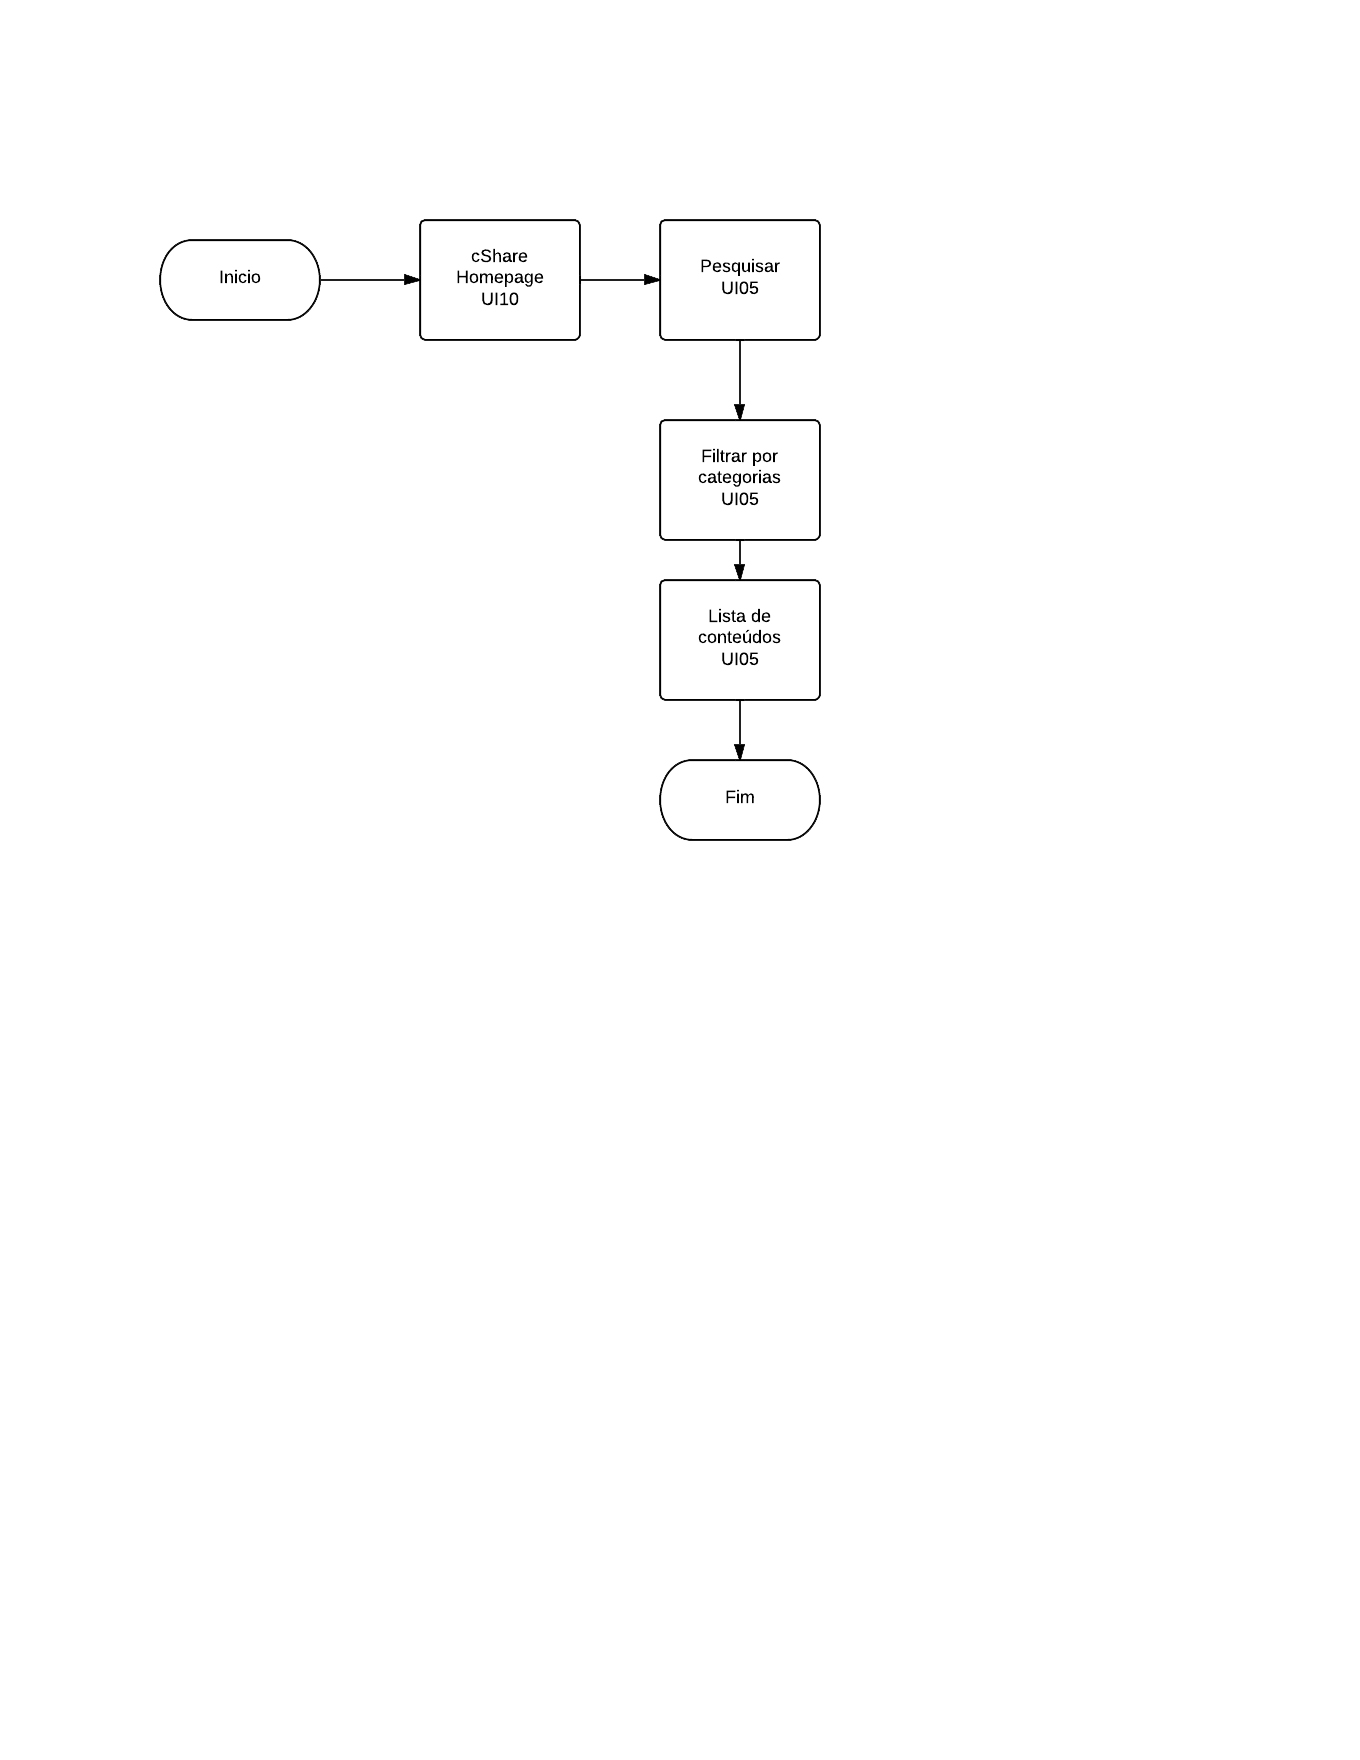 Inicio
cShare
Homepage
UI10
Pesquisar
UI05
Filtrar por
categorias
UI05
Lista de
conteúdos
UI05
Fim